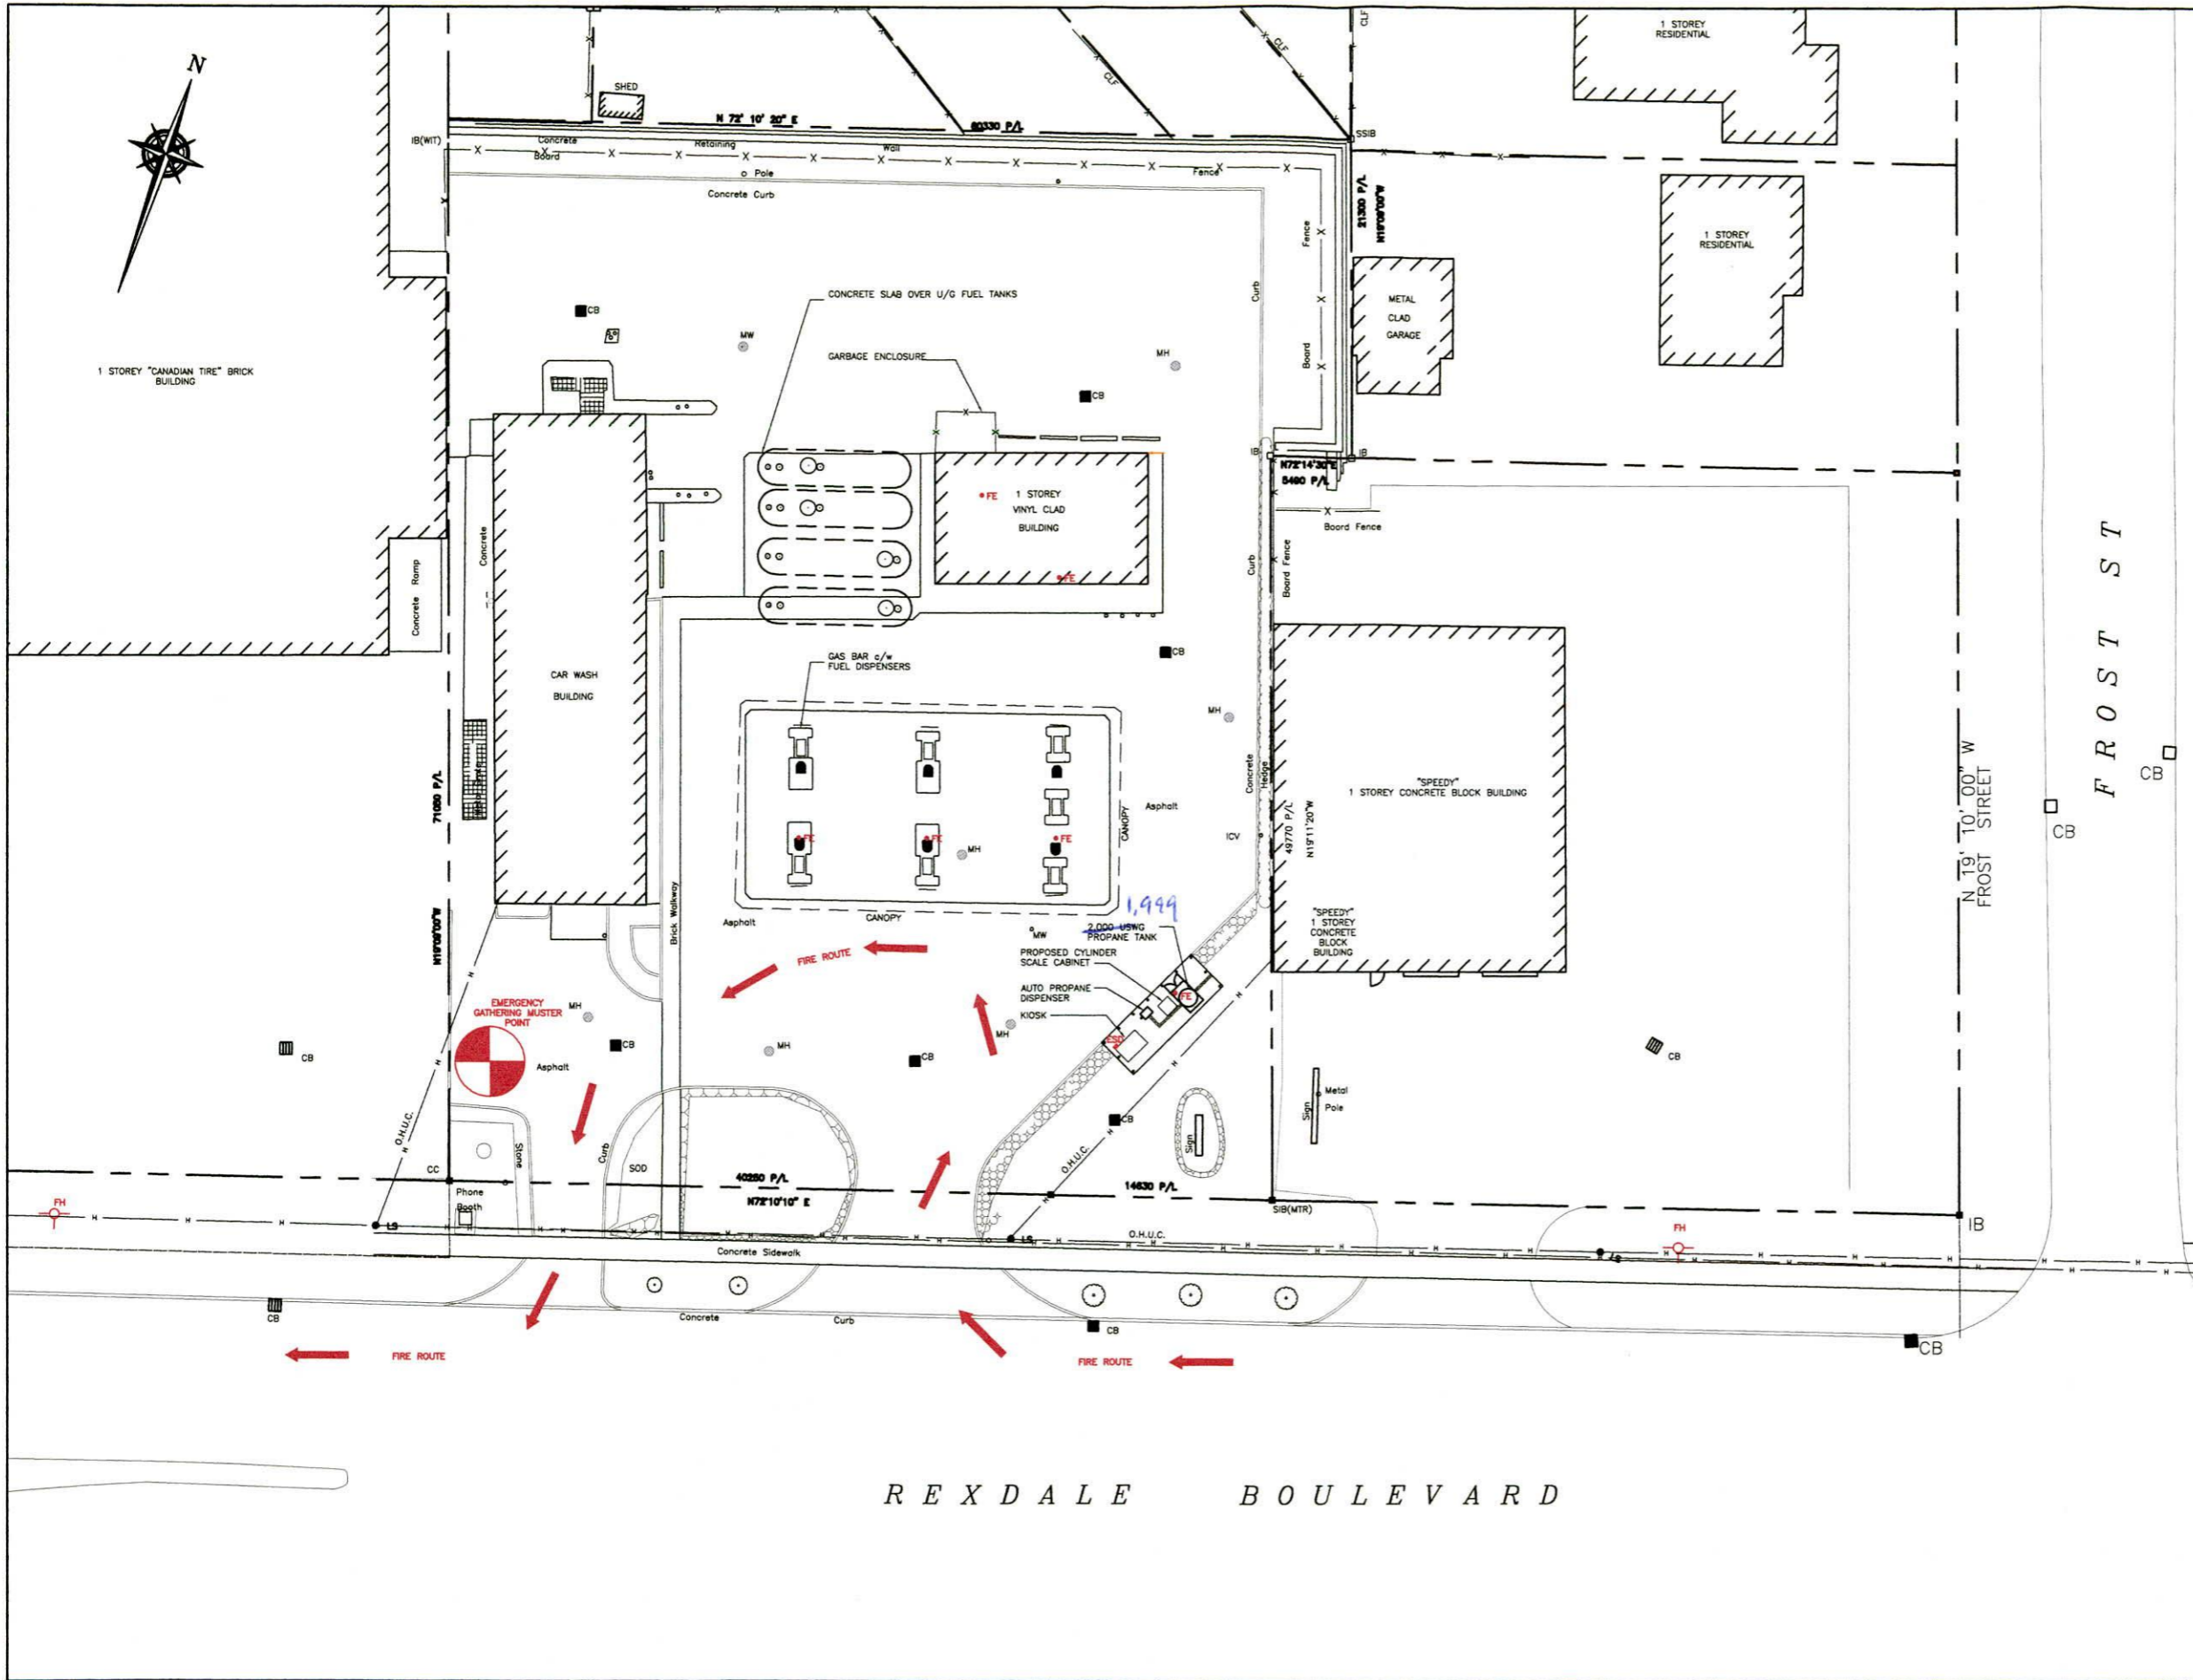 N
SHED
CLF
CLF
CLF
1 STOREY
RESIDENTIAL
N 72' 10' 20" E
60330 P/L
SSIB
IB(WIT)
Concrete
Retaining
Wall
Board
Fence
Pole
Concrete Curb
21300 P/L
N19'09'00"W
Fence
Board
Curb
1 STOREY
RESIDENTIAL
METAL
CLAD
GARAGE
CONCRETE SLAB OVER U/G FUEL TANKS
CB
MW
GARBAGE ENCLOSURE
MH
CB
1 STOREY "CANADIAN TIRE" BRICK
BUILDING
IB
IB
N72'14'30"E
5490 P/L
FE
1 STOREY
VINYL CLAD
BUILDING
FE
Board Fence
Board Fence
Curb
Concrete
Concrete Ramp
FROST ST
CB
GAS BAR c/w
FUEL DISPENSERS
CAR WASH
BUILDING
MH
71050 P/L
N19'09'00"W
Concrete
Hedge
Asphalt
CANOPY
ICV
49770 P/L
N19'11'20"W
"SPEEDY"
1 STOREY CONCRETE BLOCK BUILDING
N 19' 10' 00" W
FROST STREET
CB
CB
FE
FE
FE
MH
Brick Walkway
Asphalt
CANOPY
1,999
2,000 USWG
PROPANE TANK
MW
PROPOSED CYLINDER
SCALE CABINET
AUTO PROPANE
DISPENSER
KIOSK
FE
ESD
"SPEEDY"
1 STOREY
CONCRETE
BLOCK
BUILDING
FIRE ROUTE
EMERGENCY
GATHERING MUSTER
POINT
MH
CB
CB
Asphalt
MH
MH
CB
CB
CB
Metal
Pole
Sign
Sign
O.H.U.C.
O.H.U.C.
Stone
Curb
SOD
CC
Phone
Booth
40260 P/L
N72'10'10" E
14630 P/L
SIB(MTR)
IB
FH
FH
LS
LS
LS
O.H.U.C.
Concrete Sidewalk
CB
Concrete
Curb
CB
CB
FIRE ROUTE
FIRE ROUTE
REXDALE BOULEVARD